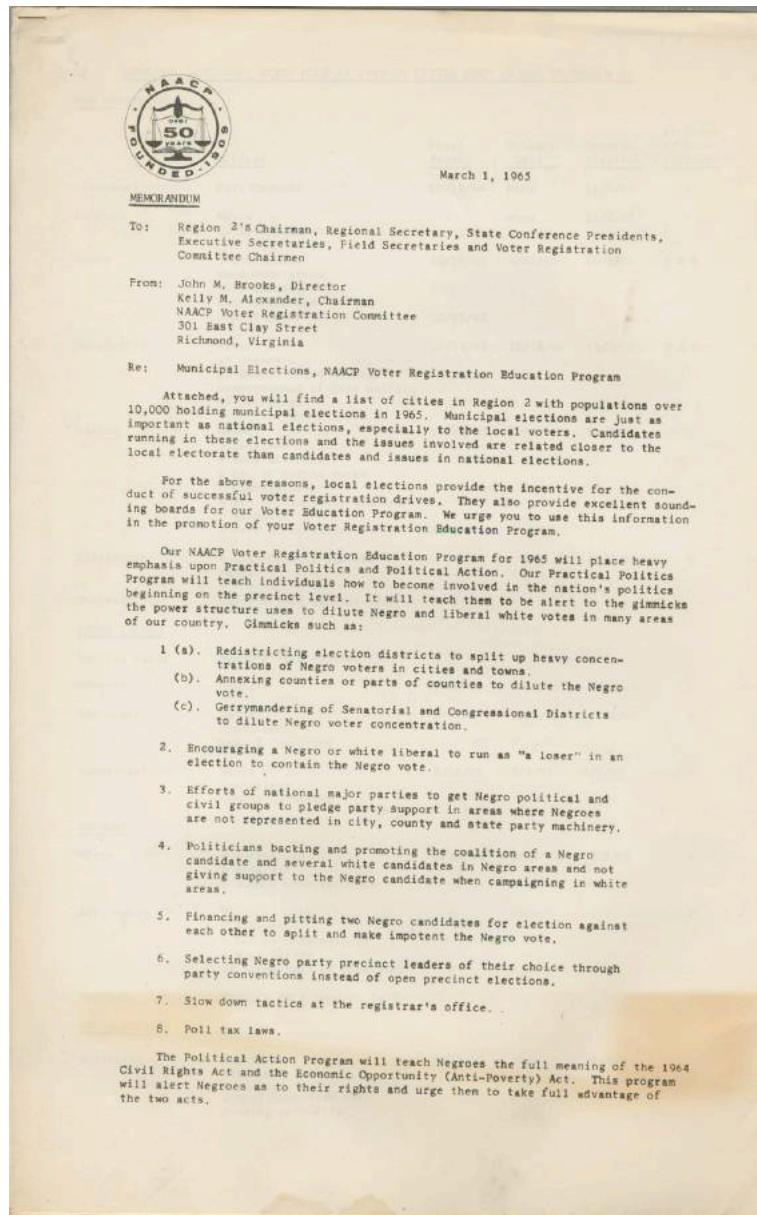 NAACP
over
50
years
FOUNDED-1909
March 1, 1965
MEMORANDUM
To: Region 2's Chairman, Regional Secretary, State Conference Presidents,
Executive Secretaries, Field Secretaries and Voter Registration
Committee Chairmen
From: John M. Brooks, Director
Kelly M. Alexander, Chairman
NAACP Voter Registration Committee
301 East Clay Street
Richmond, Virginia
Re: Municipal Elections, NAACP Voter Registration Education Program
Attached, you will find a list of cities in Region 2 with populations over
10,000 holding municipal elections in 1965. Municipal elections are just as
important as national elections, especially to the local voters. Candidates
running in these elections and the issues involved are related closer to the
local electorate than candidates and issues in national elections.
For the above reasons, local elections provide the incentive for the con-
duct of successful voter registration drives. They also provide excellent sound-
ing boards for our Voter Education Program. We urge you to use this information
in the promotion of your Voter Registration Education Program.
Our NAACP Voter Registration Education Program for 1965 will place heavy
emphasis upon Practical Politics and Political Action. Our Practical Politics
Program will teach individuals how to become involved in the nation's politics
beginning on the precinct level. It will teach them to be alert to the gimmicks
the power structure uses to dilute Negro and liberal white votes in many areas
of our country. Gimmicks such as:
1 (a). Redistricting election districts to split up heavy concen-
trations of Negro voters in cities and towns.
(b). Annexing counties or parts of counties to dilute the Negro
vote.
(c). Gerrymandering of Senatorial and Congressional Districts
to dilute Negro voter concentration.
2. Encouraging a Negro or white liberal to run as "a loser" in an
election to contain the Negro vote.
3. Efforts of national major parties to get Negro political and
civil groups to pledge party support in areas where Negroes
are not represented in city, county and state party machinery.
4. Politicians backing and promoting the coalition of a Negro
candidate and several white candidates in Negro areas and not
giving support to the Negro candidate when campaigning in white
areas.
5. Financing and pitting two Negro candidates for election against
each other to split and make impotent the Negro vote.
6. Selecting Negro party precinct leaders of their choice through
party conventions instead of open precinct elections.
7. Slow down tactics at the registrar's office.
8. Poll tax laws.
The Political Action Program will teach Negroes the full meaning of the 1964
Civil Rights Act and the Economic Opportunity (Anti-Poverty) Act. This program
will alert Negroes as to their rights and urge them to take full advantage of
the two acts.